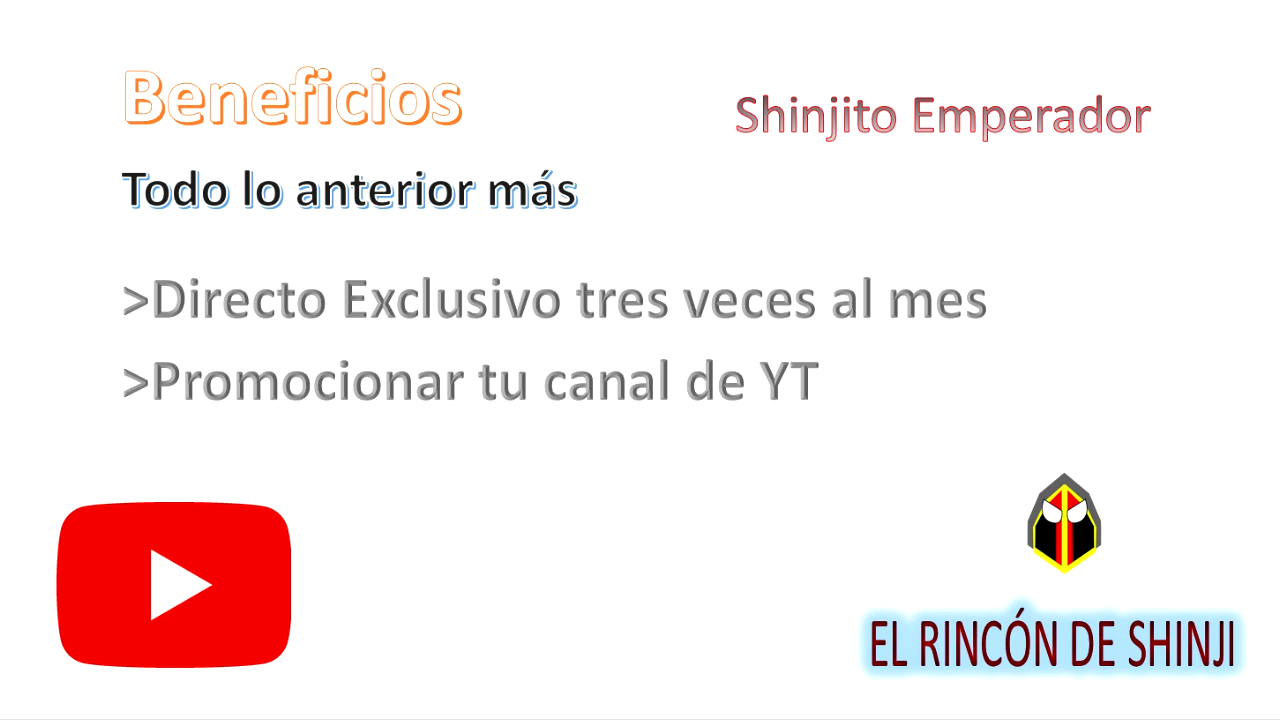 Beneficios
Shinjito Emperador
Todo lo anterior más
>Directo Exclusivo tres veces al mes
>Promocionar tu canal de YT
EL RINCÓN DE SHINJI